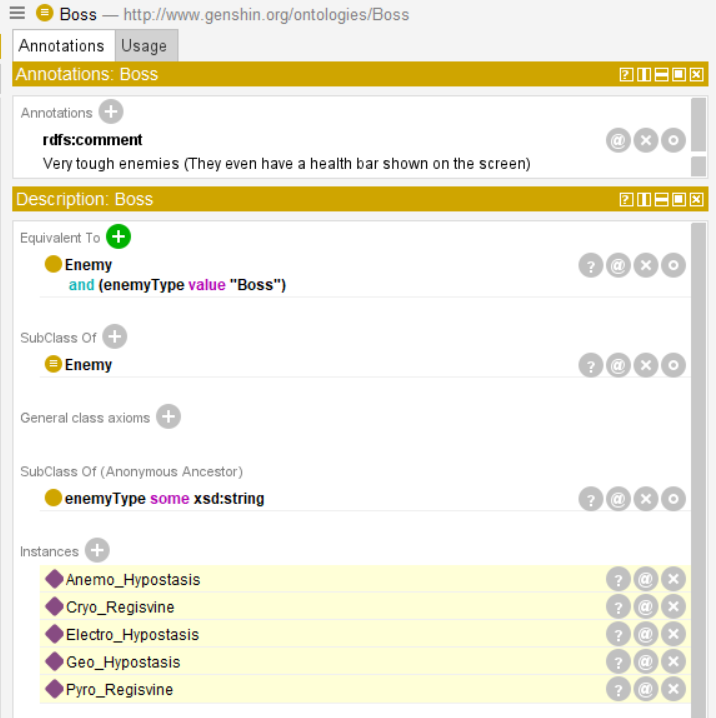 Boss — http://www.genshin.org/ontologies/Boss
Annotations Usage
Annotations: Boss
Annotations
rdfs:comment
Very tough enemies (They even have a health bar shown on the screen)
Description: Boss
Equivalent To
Enemy
and (enemyType value "Boss")
SubClass Of
Enemy
General class axioms
SubClass Of (Anonymous Ancestor)
enemyType some xsd:string
Instances
Anemo_Hypostasis
Cryo_Regisvine
Electro_Hypostasis
Geo_Hypostasis
Pyro_Regisvine